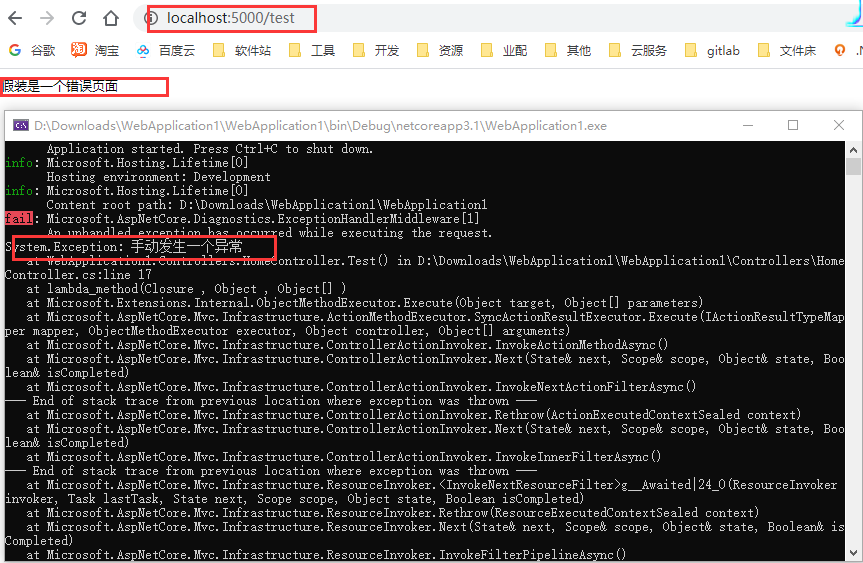 localhost:5000/test
谷歌 淘宝 百度云 软件站 工具 开发 资源 业配 其他 云服务 gitlab 文件床 .N
假装是一个错误页面
D:\Downloads\WebApplication1\WebApplication1\bin\Debug\netcoreapp3.1\WebApplication1.exe
Application started. Press Ctrl+C to shut down.
info: Microsoft.Hosting.Lifetime[0]
Hosting environment: Development
info: Microsoft.Hosting.Lifetime[0]
Content root path: D:\Downloads\WebApplication1\WebApplication1
fail: Microsoft.AspNetCore.Diagnostics.ExceptionHandlerMiddleware[1]
An unhandled exception has occurred while executing the request.
System.Exception: 手动发生一个异常
at WebApplication1.Controllers.HomeController.Test() in D:\Downloads\WebApplication1\WebApplication1\Controllers\Home
Controller.cs:line 17
at lambda_method(Closure , Object , Object[] )
at Microsoft.Extensions.Internal.ObjectMethodExecutor.Execute(Object target, Object[] parameters)
at Microsoft.AspNetCore.Mvc.Infrastructure.ActionMethodExecutor.SyncActionResultExecutor.Execute(IActionResultTypeMap
per mapper, ObjectMethodExecutor executor, Object controller, Object[] arguments)
at Microsoft.AspNetCore.Mvc.Infrastructure.ControllerActionInvoker.InvokeActionMethodAsync()
at Microsoft.AspNetCore.Mvc.Infrastructure.ControllerActionInvoker.Next(State& next, Scope& scope, Object& state, Boo
lean& isCompleted)
at Microsoft.AspNetCore.Mvc.Infrastructure.ControllerActionInvoker.InvokeNextActionFilterAsync()
--- End of stack trace from previous location where exception was thrown ---
at Microsoft.AspNetCore.Mvc.Infrastructure.ControllerActionInvoker.Rethrow(ActionExecutedContextSealed context)
at Microsoft.AspNetCore.Mvc.Infrastructure.ControllerActionInvoker.Next(State& next, Scope& scope, Object& state, Boo
lean& isCompleted)
at Microsoft.AspNetCore.Mvc.Infrastructure.ControllerActionInvoker.InvokeInnerFilterAsync()
--- End of stack trace from previous location where exception was thrown ---
at Microsoft.AspNetCore.Mvc.Infrastructure.ResourceInvoker.<InvokeNextResourceFilter>g__Awaited|24_0(ResourceInvoker
invoker, Task lastTask, State next, Scope scope, Object state, Boolean isCompleted)
at Microsoft.AspNetCore.Mvc.Infrastructure.ResourceInvoker.Rethrow(ResourceExecutedContextSealed context)
at Microsoft.AspNetCore.Mvc.Infrastructure.ResourceInvoker.Next(State& next, Scope& scope, Object& state, Boolean& is
Completed)
at Microsoft.AspNetCore.Mvc.Infrastructure.ResourceInvoker.InvokeFilterPipelineAsync()